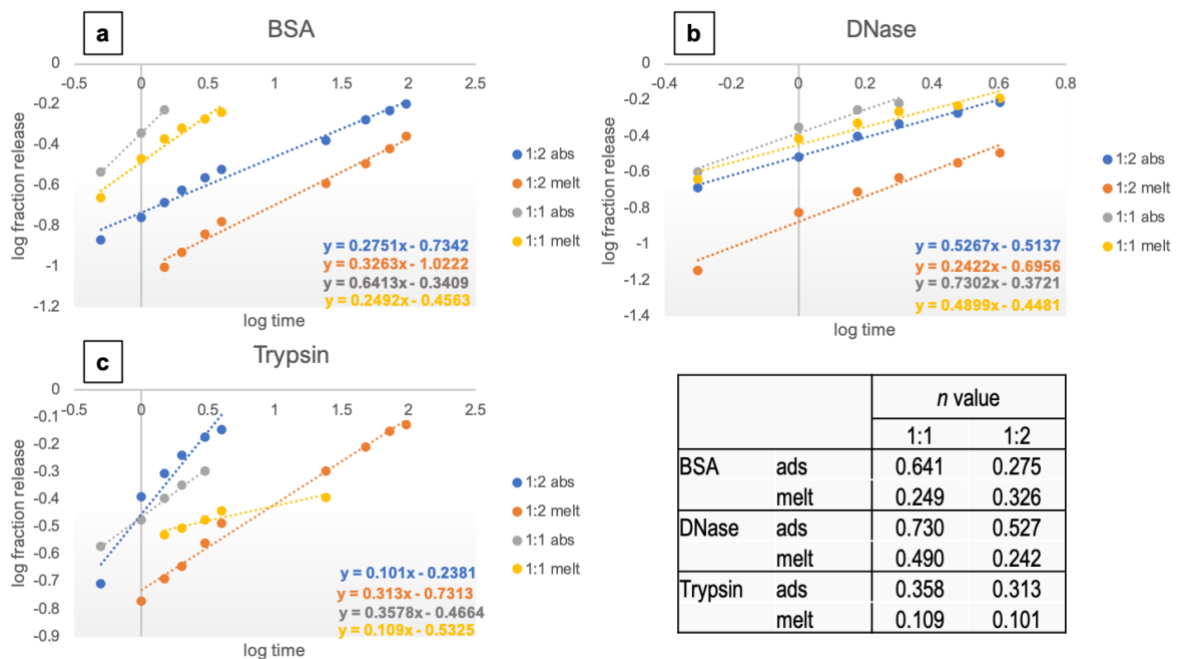 a
BSA
0
-0.5
0
0.5
1
1.5
2
2.5
-0.2
-0.4
-0.6
-0.8
-1
-1.2
log fraction release
log time
y = 0.2751x - 0.7342
y = 0.3263x - 1.0222
y = 0.6413x - 0.3409
y = 0.2492x - 0.4563
1:2 abs
1:2 melt
1:1 abs
1:1 melt
b
DNase
0
-0.4
-0.2
0
0.2
0.4
0.6
0.8
-0.2
-0.4
-0.6
-0.8
-1
-1.2
-1.4
log fraction release
log time
y = 0.5267x - 0.5137
y = 0.2422x - 0.6956
y = 0.7302x - 0.3721
y = 0.4899x - 0.4481
1:2 abs
1:2 melt
1:1 abs
1:1 melt
c
Trypsin
0
-0.5
0
0.5
1
1.5
2
2.5
-0.1
-0.2
-0.3
-0.4
-0.5
-0.6
-0.7
-0.8
-0.9
log fraction release
log time
y = 0.101x - 0.2381
y = 0.313x - 0.7313
y = 0.3578x - 0.4664
y = 0.109x - 0.5325
1:2 abs
1:2 melt
1:1 abs
1:1 melt
n value
1:1 1:2
BSA ads 0.641 0.275
melt 0.249 0.326
DNase ads 0.730 0.527
melt 0.490 0.242
Trypsin ads 0.358 0.313
melt 0.109 0.101